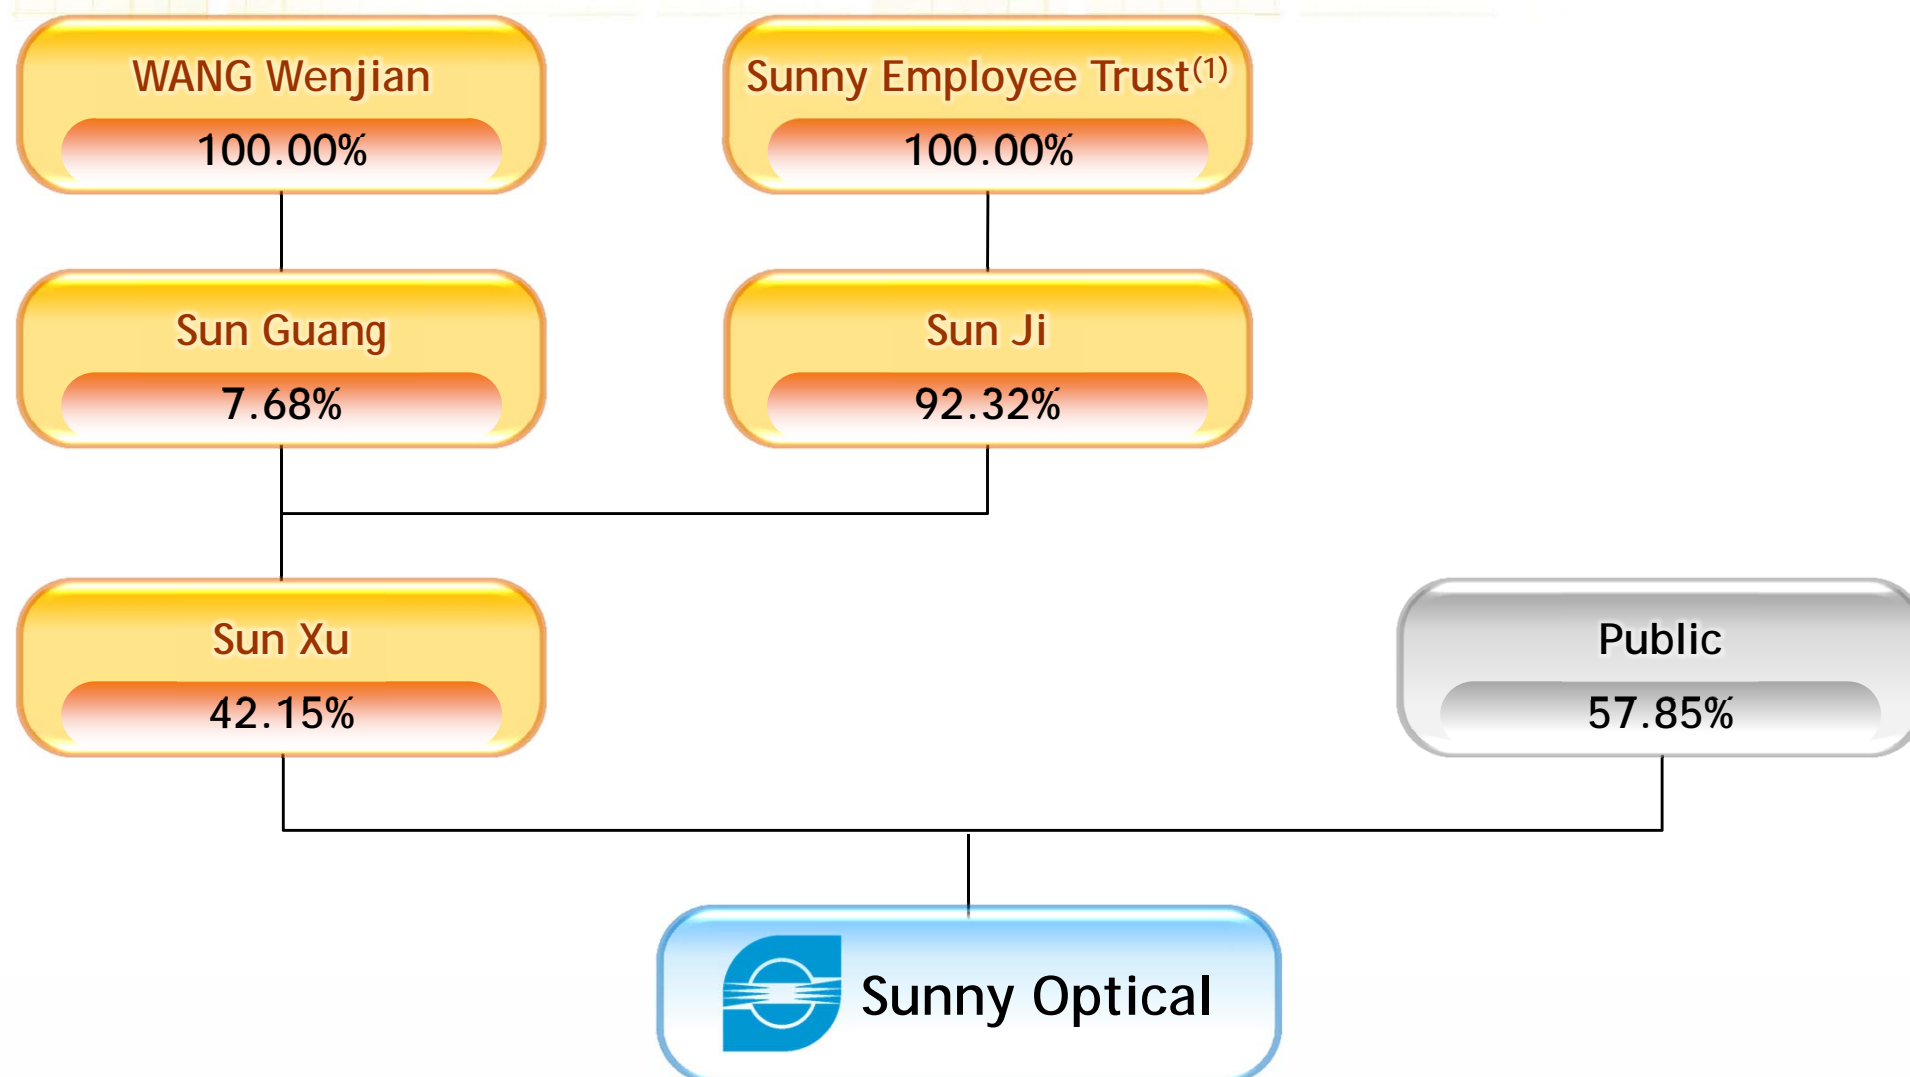 WANG Wenjian
100.00%
Sunny Employee Trust(1)
100.00%
Sun Guang
7.68%
Sun Ji
92.32%
Sun Xu
42.15%
Public
57.85%
Sunny Optical